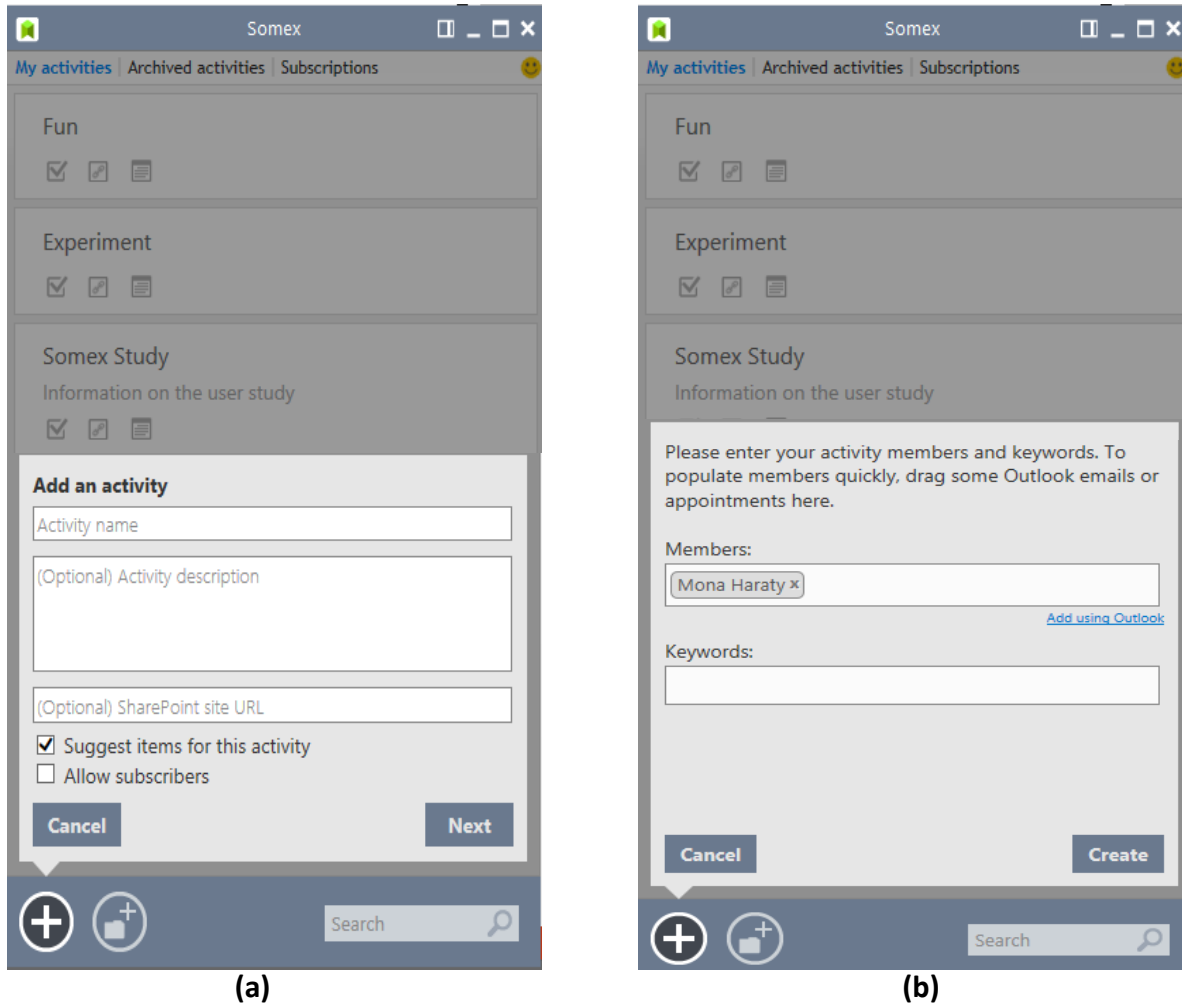 Somex
My activities | Archived activities | Subscriptions
Fun
Experiment
Somex Study
Information on the user study
Add an activity
Activity name
(Optional) Activity description
(Optional) SharePoint site URL
Suggest items for this activity
Allow subscribers
Cancel Next
Search
(a)
Somex
My activities | Archived activities | Subscriptions
Fun
Experiment
Somex Study
Information on the user study
Please enter your activity members and keywords. To
populate members quickly, drag some Outlook emails or
appointments here.
Members:
Mona Haraty ×
Add using Outlook
Keywords:
Cancel Create
Search
(b)